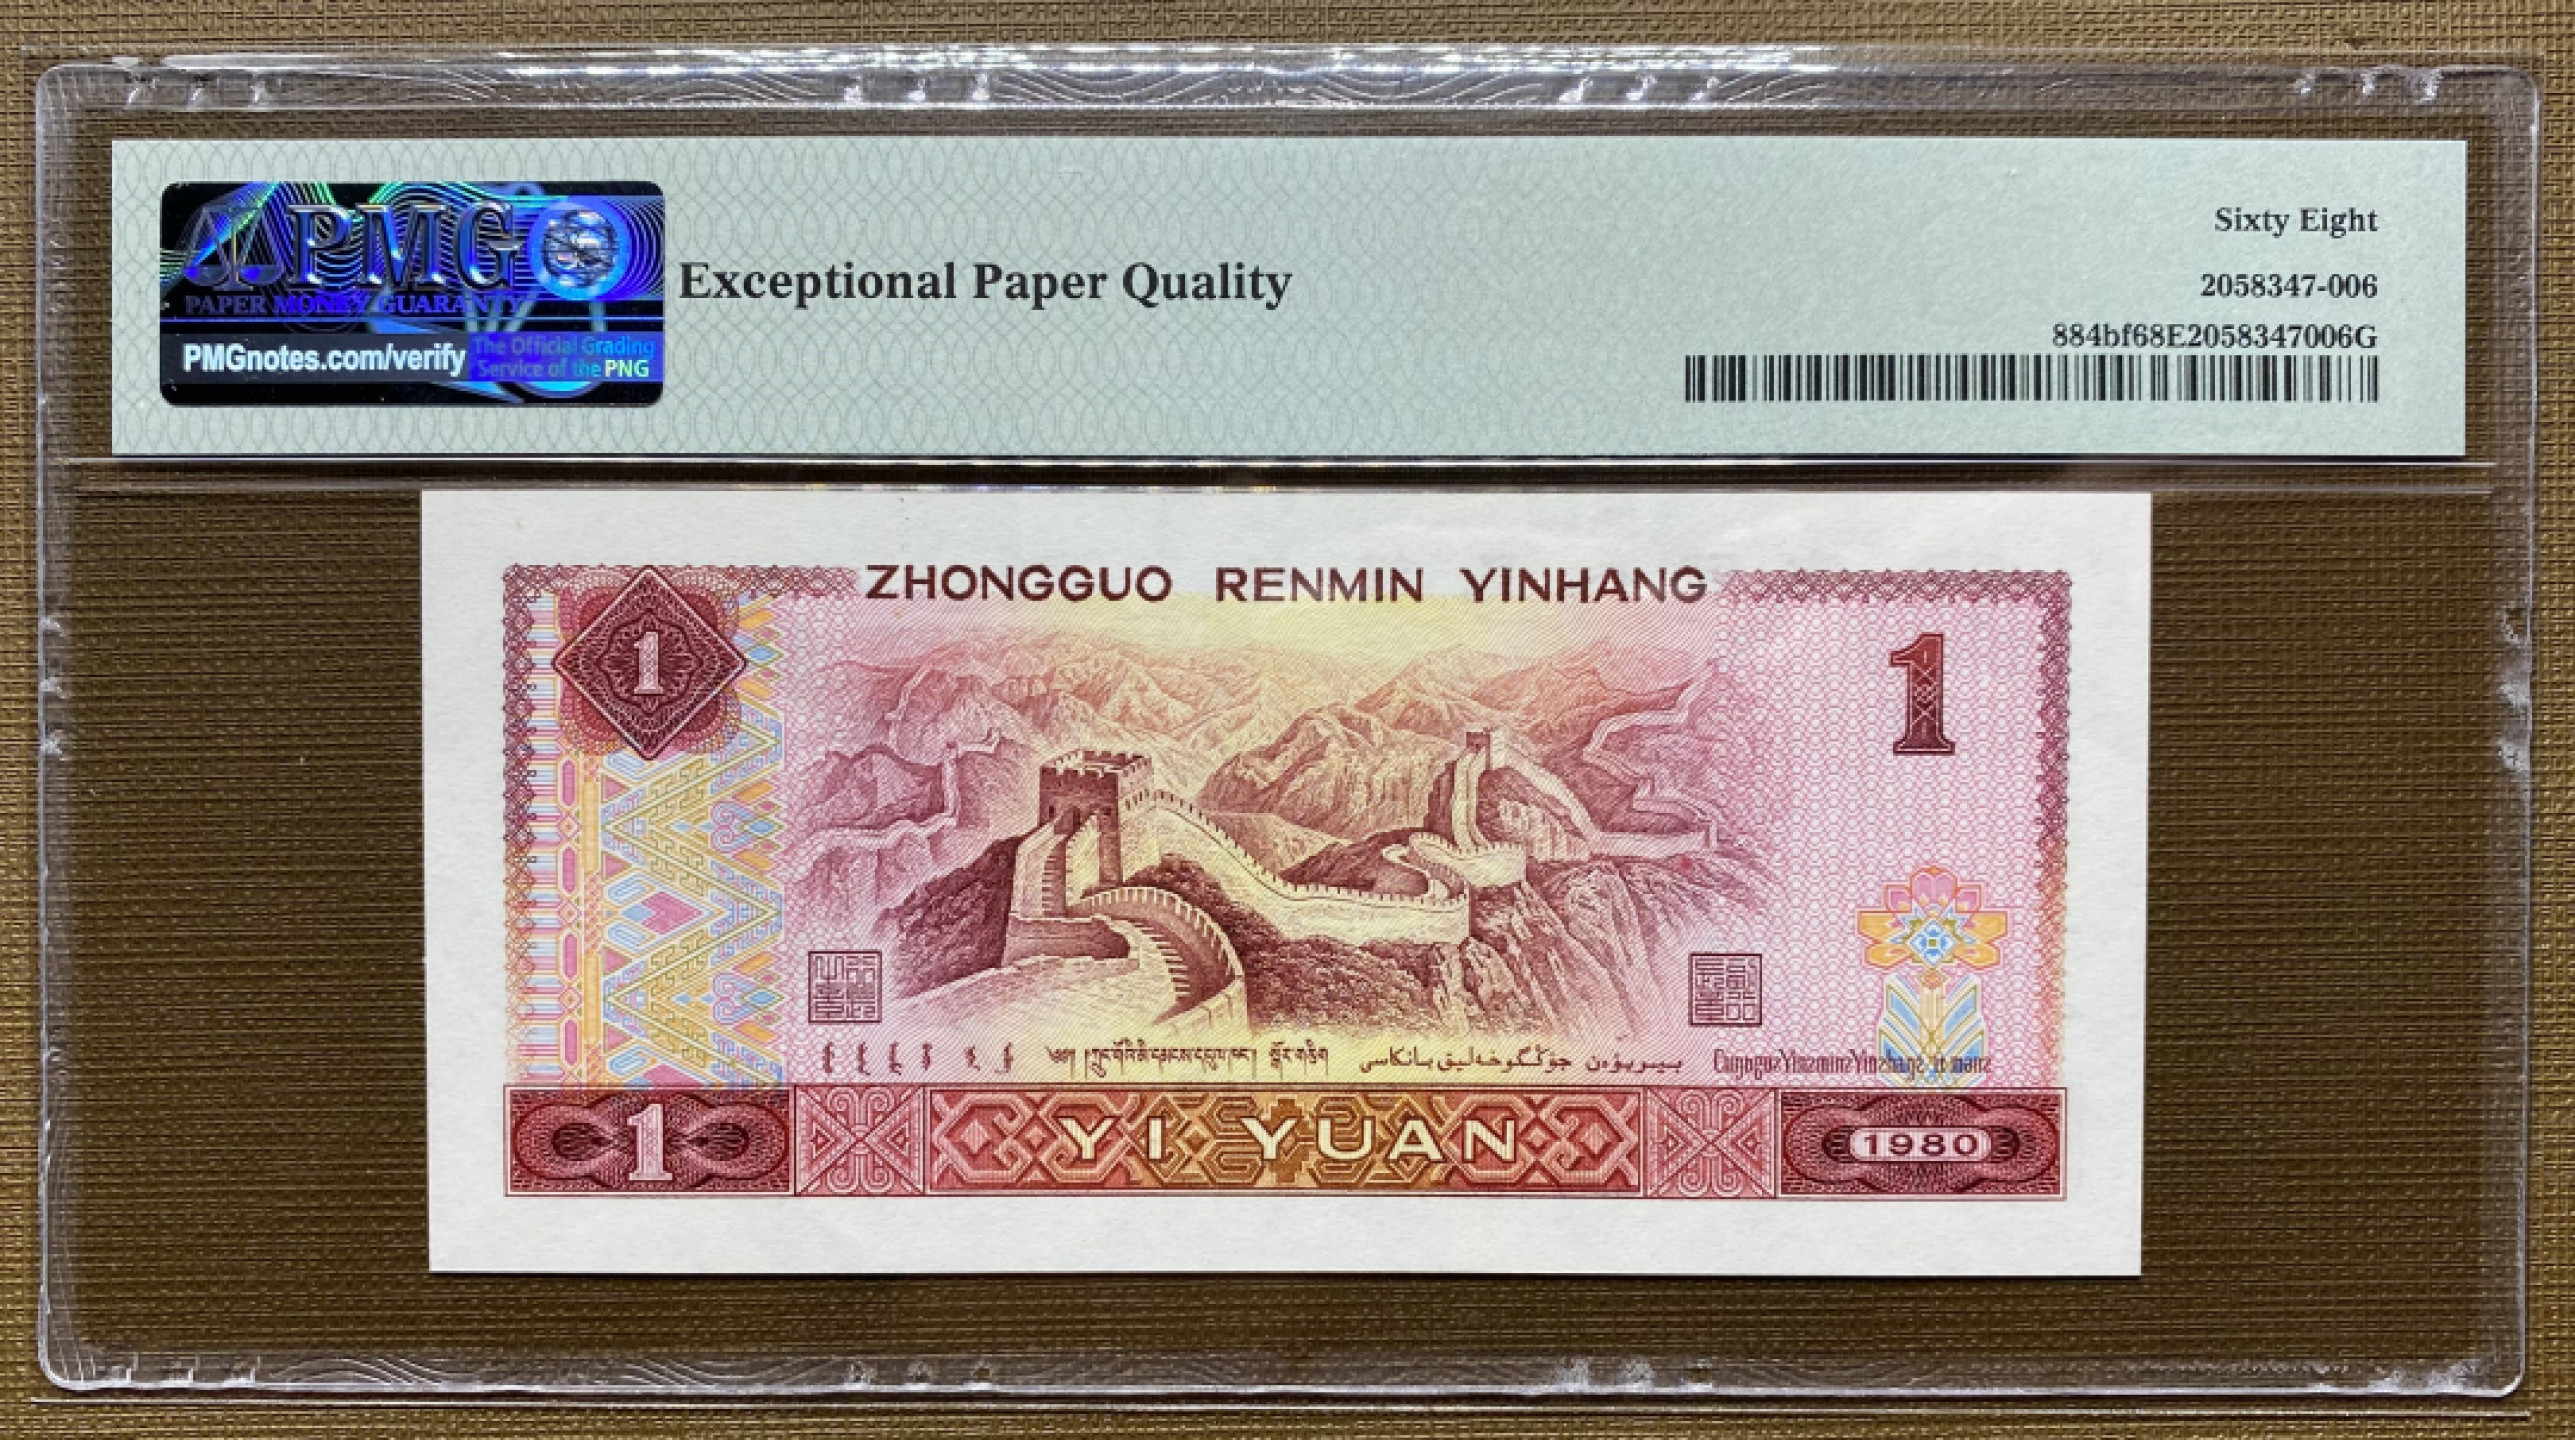 PMG
PAPER MONEY GUARANTY
PMGnotes.com/verify
The Official Grading
Service of the PNG
Exceptional Paper Quality
Sixty Eight
2058347-006
884bf68E2058347006G
ZHONGGUO RENMIN YINHANG
1
1
1
YI YUAN
1980